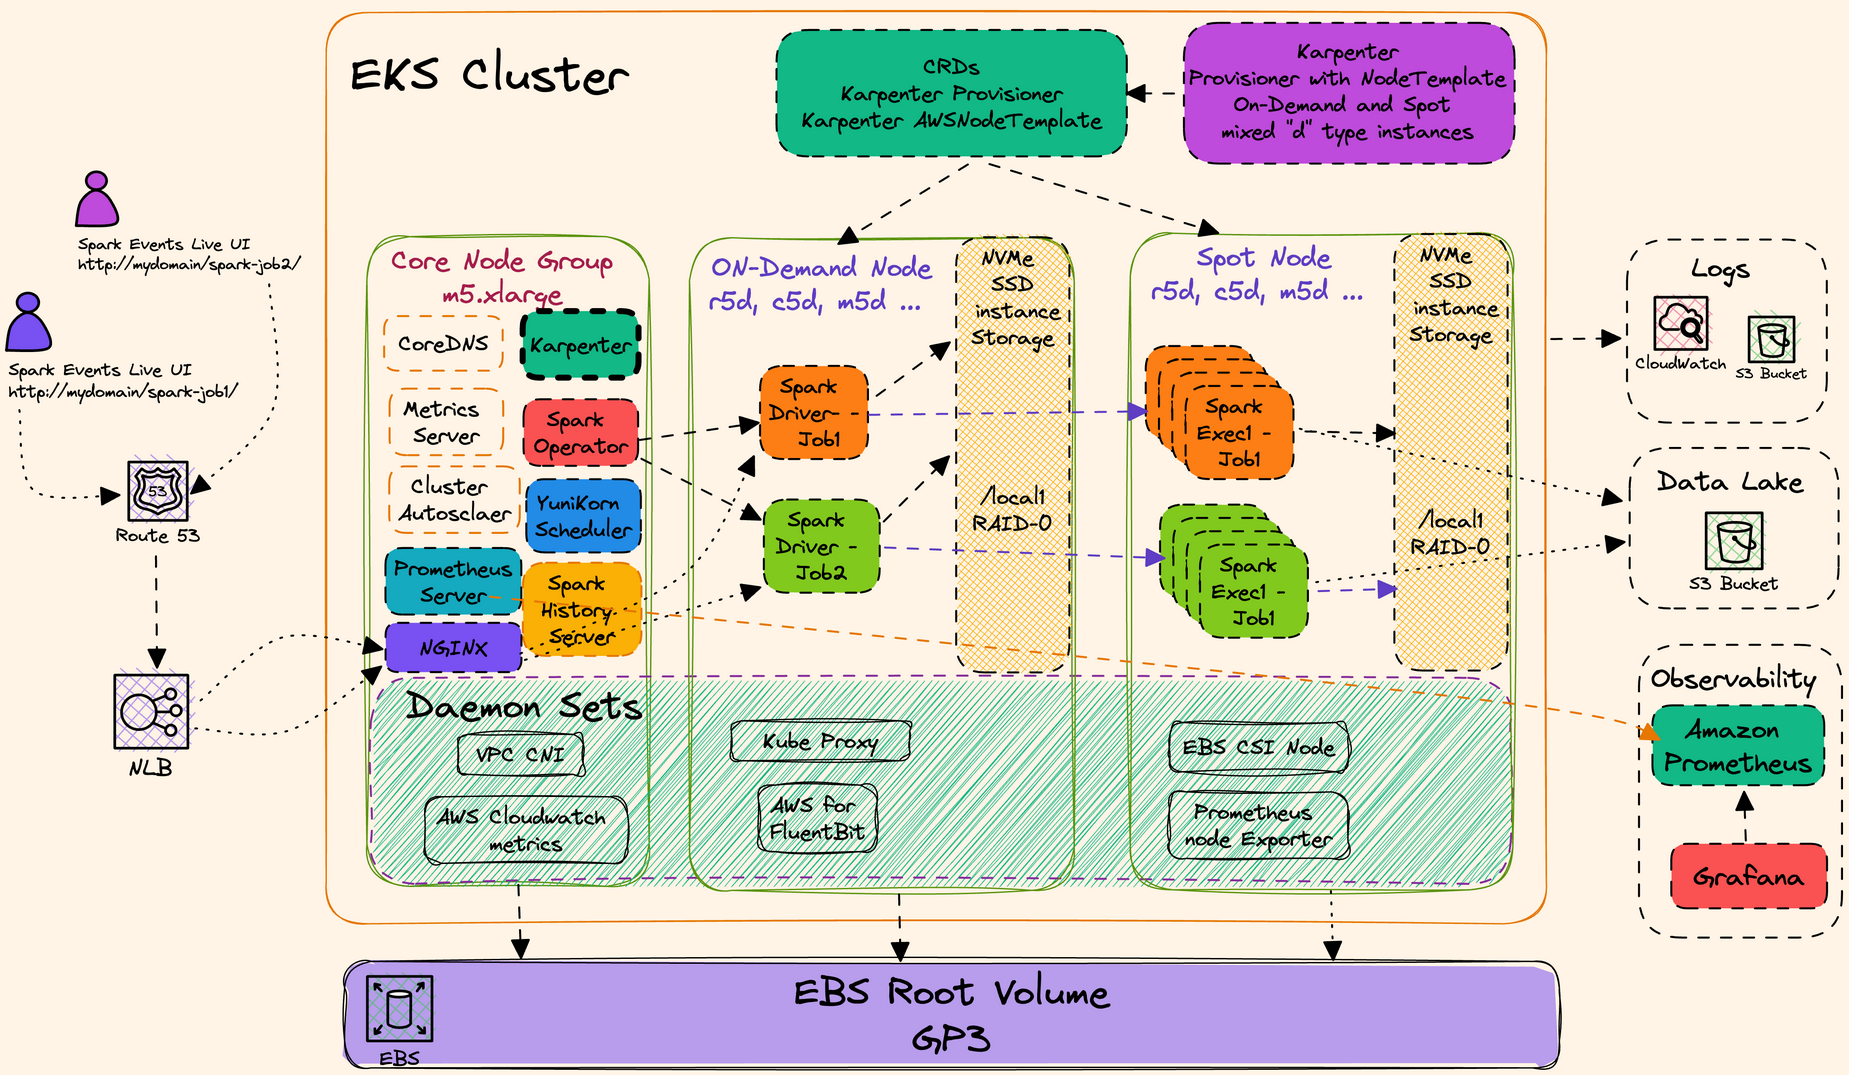 EKS Cluster
CRDs
Karpenter Provisioner
Karpenter AWSNodeTemplate
Karpenter
Provisioner with NodeTemplate
On-Demand and Spot
mixed "d" type instances
Spark Events Live UI
http://mydomain/spark-job2/
Spark Events Live UI
http://mydomain/spark-job1/
53
Route 53
NLB
Core Node Group
m5.xlarge
CoreDNS
Karpenter
Metrics
Server
Spark
Operator
Cluster
Autosclaer
YuniKorn
Scheduler
Prometheus
Server
Spark
History
Server
NGINX
ON-Demand Node
r5d, c5d, m5d ...
Spark
Driver -
Job1
Spark
Driver -
Job2
NVMe
SSD
instance
Storage
/local1
RAID-0
Spot Node
r5d, c5d, m5d ...
Spark
Exec1 -
Job1
Spark
Exec1 -
Job1
NVMe
SSD
instance
Storage
/local1
RAID-0
Daemon Sets
VPC CNI
AWS Cloudwatch
metrics
Kube Proxy
AWS for
FluentBit
EBS CSI Node
Prometheus
node Exporter
Logs
CloudWatch
S3 Bucket
Data Lake
S3 Bucket
Observability
Amazon
Prometheus
Grafana
EBS Root Volume
GP3
EBS